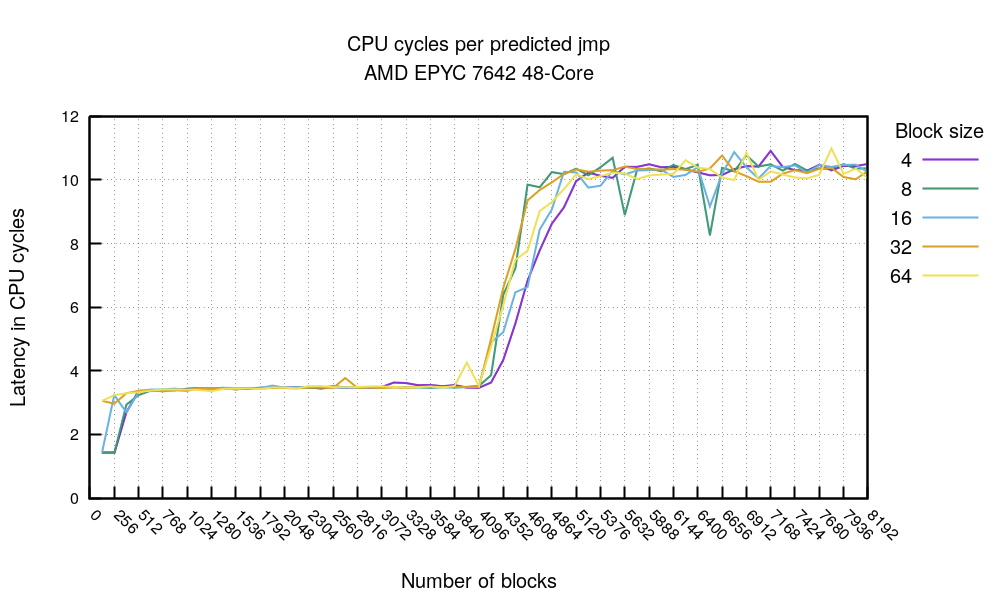 CPU cycles per predicted jmp
AMD EPYC 7642 48-Core
Block size
4
8
16
32
64
Latency in CPU cycles
12
10
8
6
4
2
0
0 256 512 768 1024 1280 1536 1792 2048 2304 2560 2816 3072 3328 3584 3840 4096 4352 4608 4864 5120 5376 5632 5888 6144 6400 6656 6912 7168 7424 7680 7936 8192
Number of blocks